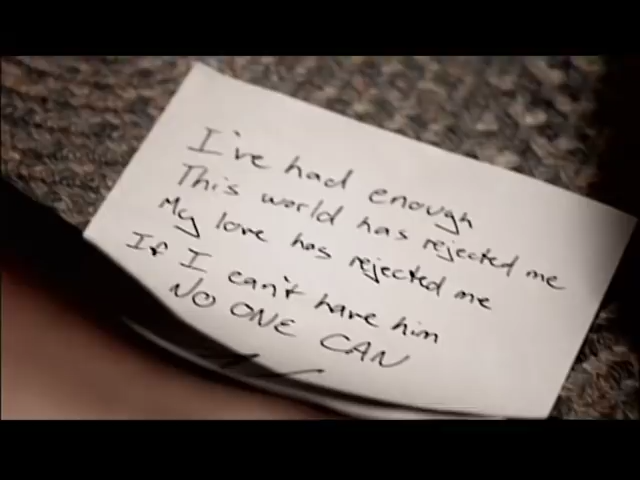 I've had enough
This world has rejected me
My love has rejected me
If I can't have him
NO ONE CAN